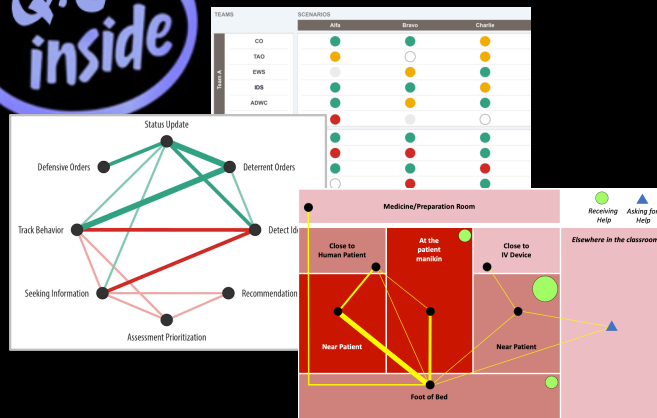 inside
TEAMS
SCENARIOS
Alfa
Bravo
Charlie
Team A
CO
TAO
EWS
IDS
ADWC
Status Update
Defensive Orders
Deterrent Orders
Track Behavior
Detect
Seeking Information
Recommendation
Assessment Prioritization
Medicine/Preparation Room
Receiving
Help
Asking for
Help
Close to
Human Patient
At the
patient
manikin
Close to
IV Device
Elsewhere in the classroom
Near Patient
Near Patient
Foot of Bed